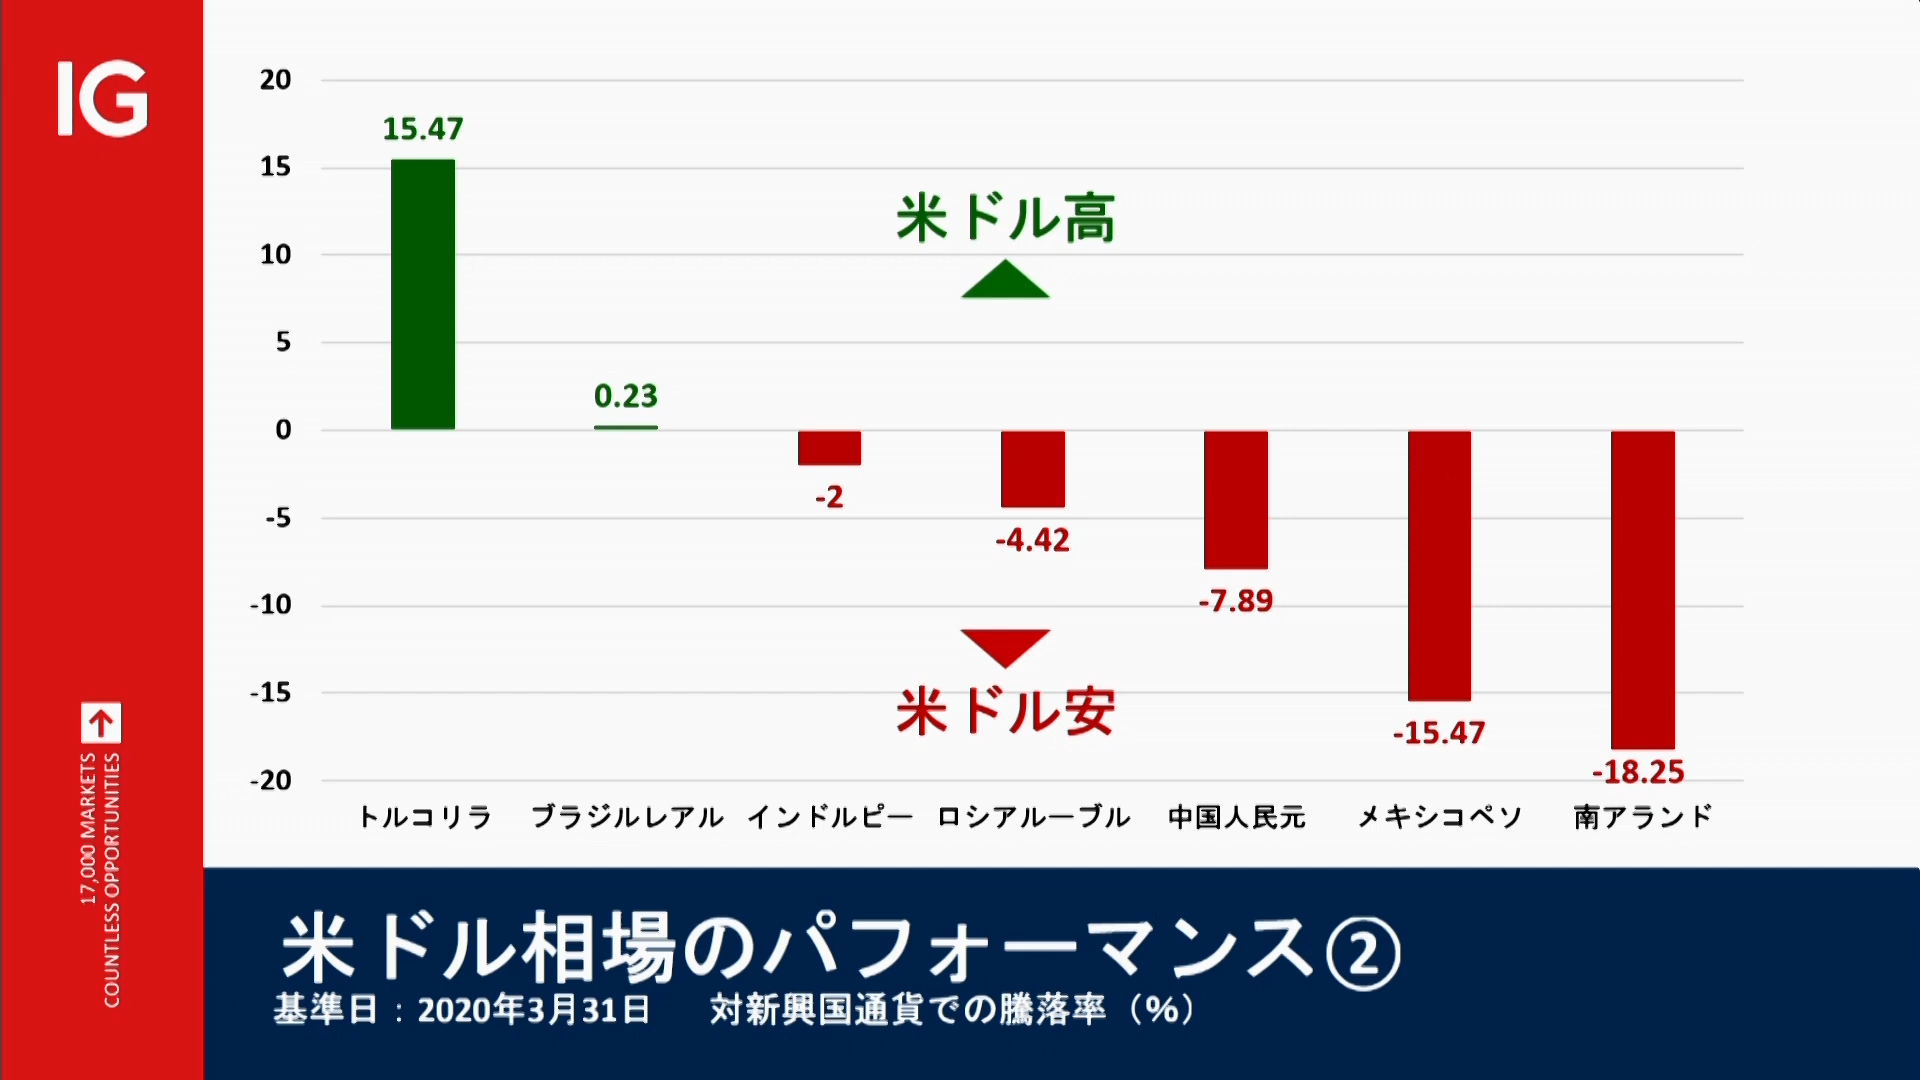 IG
20
15
10
5
0
-5
-10
-15
-20
15.47
0.23
-2
-4.42
-7.89
-15.47
-18.25
米ドル高
米ドル安
トルコリラ ブラジルレアル インドルピー ロシアルーブル 中国人民元 メキシコペソ 南アランド
17,000 MARKETS
COUNTLESS OPPORTUNITIES
米ドル相場のパフォーマンス②
基準日：2020年3月31日 対新興国通貨での騰落率（%）